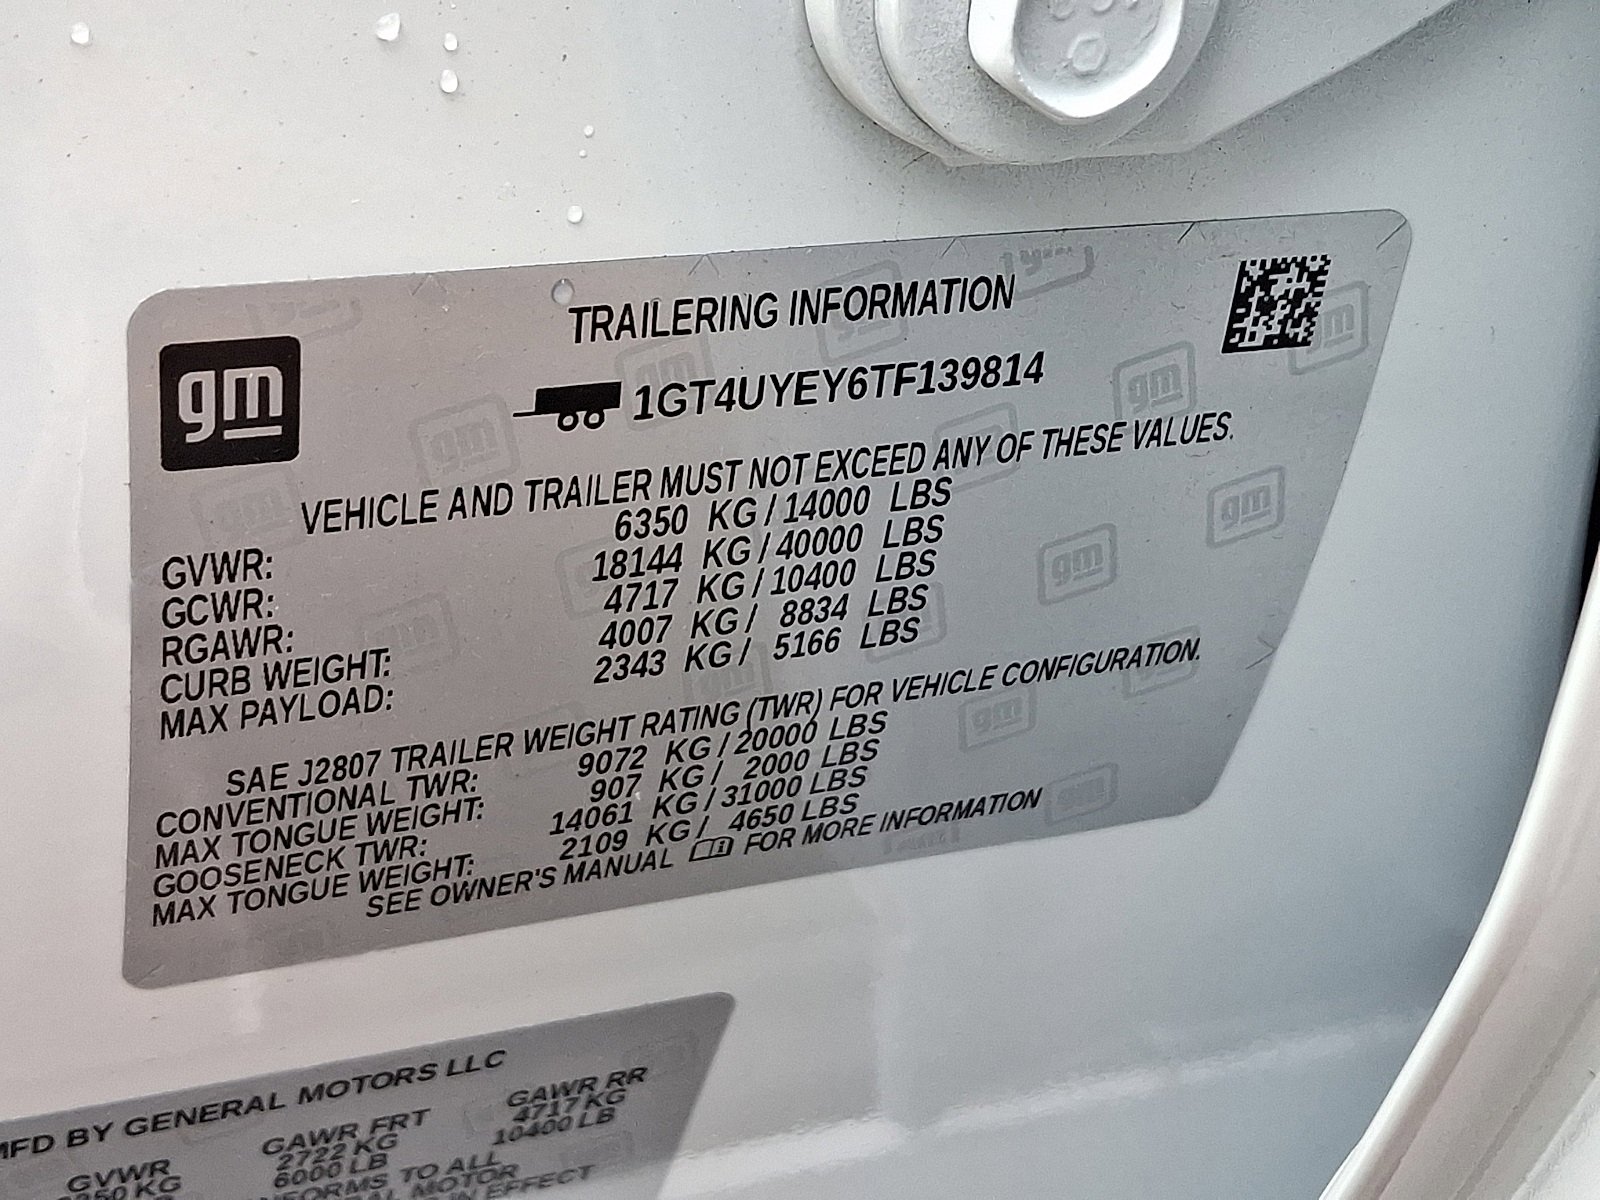 TRAILERING INFORMATION
gm
1GT4UYEY6TF139814
VEHICLE AND TRAILER MUST NOT EXCEED ANY OF THESE VALUES.
GVWR: 6350 KG / 14000 LBS
GCWR: 18144 KG / 40000 LBS
RGAWR: 4717 KG / 10400 LBS
CURB WEIGHT: 4007 KG / 8834 LBS
MAX PAYLOAD: 2343 KG / 5166 LBS
SAE J2807 TRAILER WEIGHT RATING (TWR) FOR VEHICLE CONFIGURATION.
CONVENTIONAL TWR: 9072 KG / 20000 LBS
MAX TONGUE WEIGHT: 907 KG / 2000 LBS
GOOSENECK TWR: 14061 KG / 31000 LBS
MAX TONGUE WEIGHT: 2109 KG / 4650 LBS
SEE OWNER'S MANUAL FOR MORE INFORMATION
MFD BY GENERAL MOTORS LLC
GVWR GAWR FRT GAWR RR
2722 KG 4717 KG
6000 LB 10400 LB
TO ALL
MOTOR
IN EFFECT